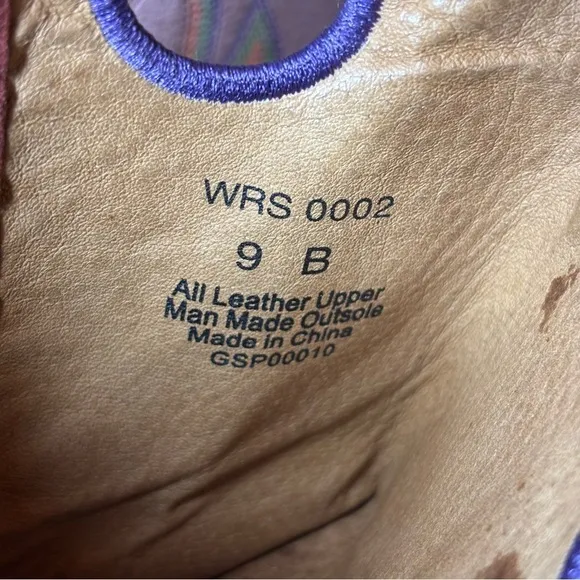 WRS 0002
9 B
All Leather Upper
Man Made Outsole
Made in China
GSP00010